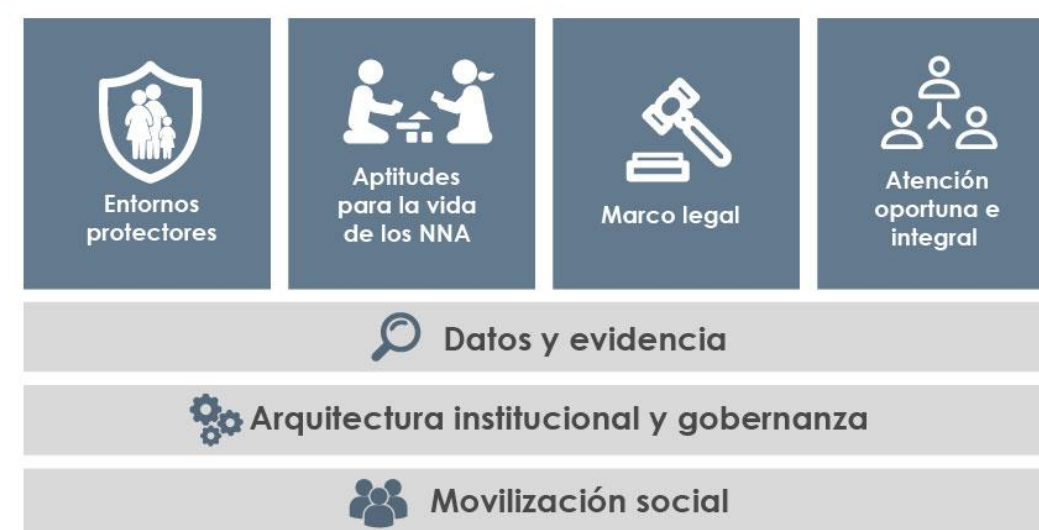 Entornos
protectores
Aptitudes
para la vida
de los NNA
Marco legal
Atención
oportuna e
integral
Datos y evidencia
Arquitectura institucional y gobernanza
Movilización social